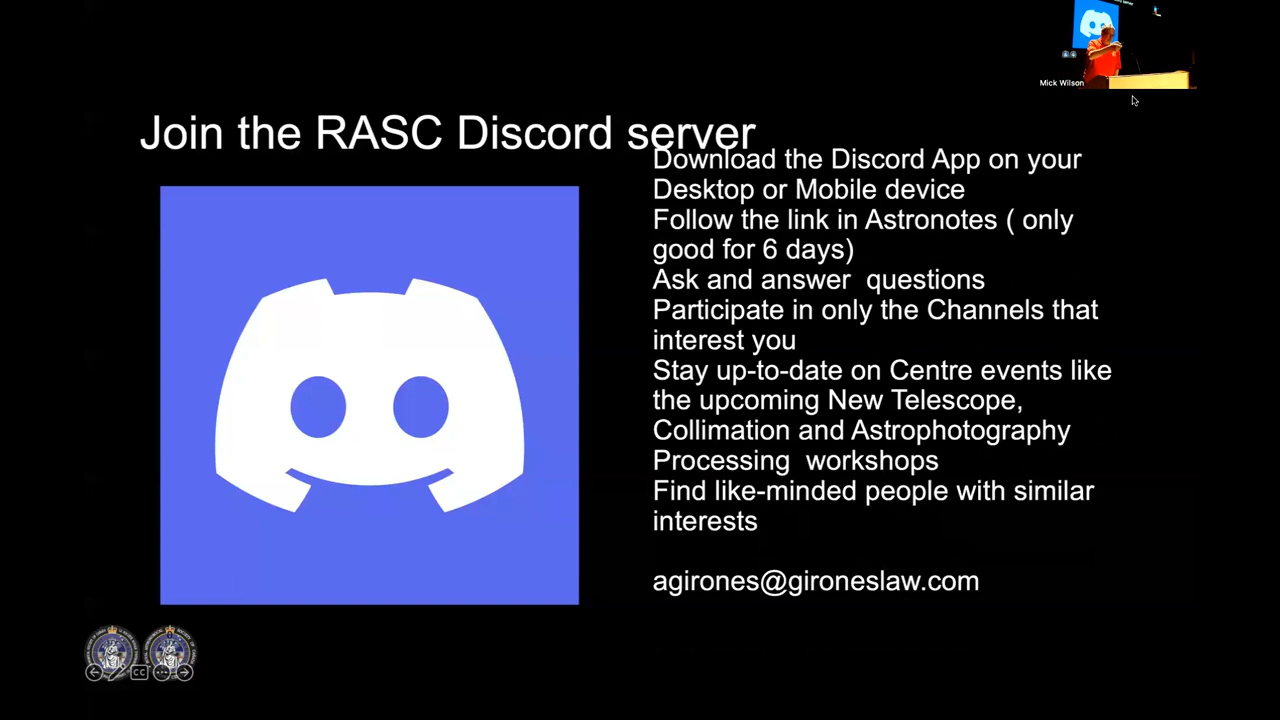 Mick Wilson
Join the RASC Discord server
Download the Discord App on your
Desktop or Mobile device
Follow the link in Astronotes ( only
good for 6 days)
Ask and answer  questions
Participate in only the Channels that
interest you
Stay up-to-date on Centre events like
the upcoming New Telescope,
Collimation and Astrophotography
Processing  workshops
Find like-minded people with similar
interests
agirones@gironeslaw.com
CC